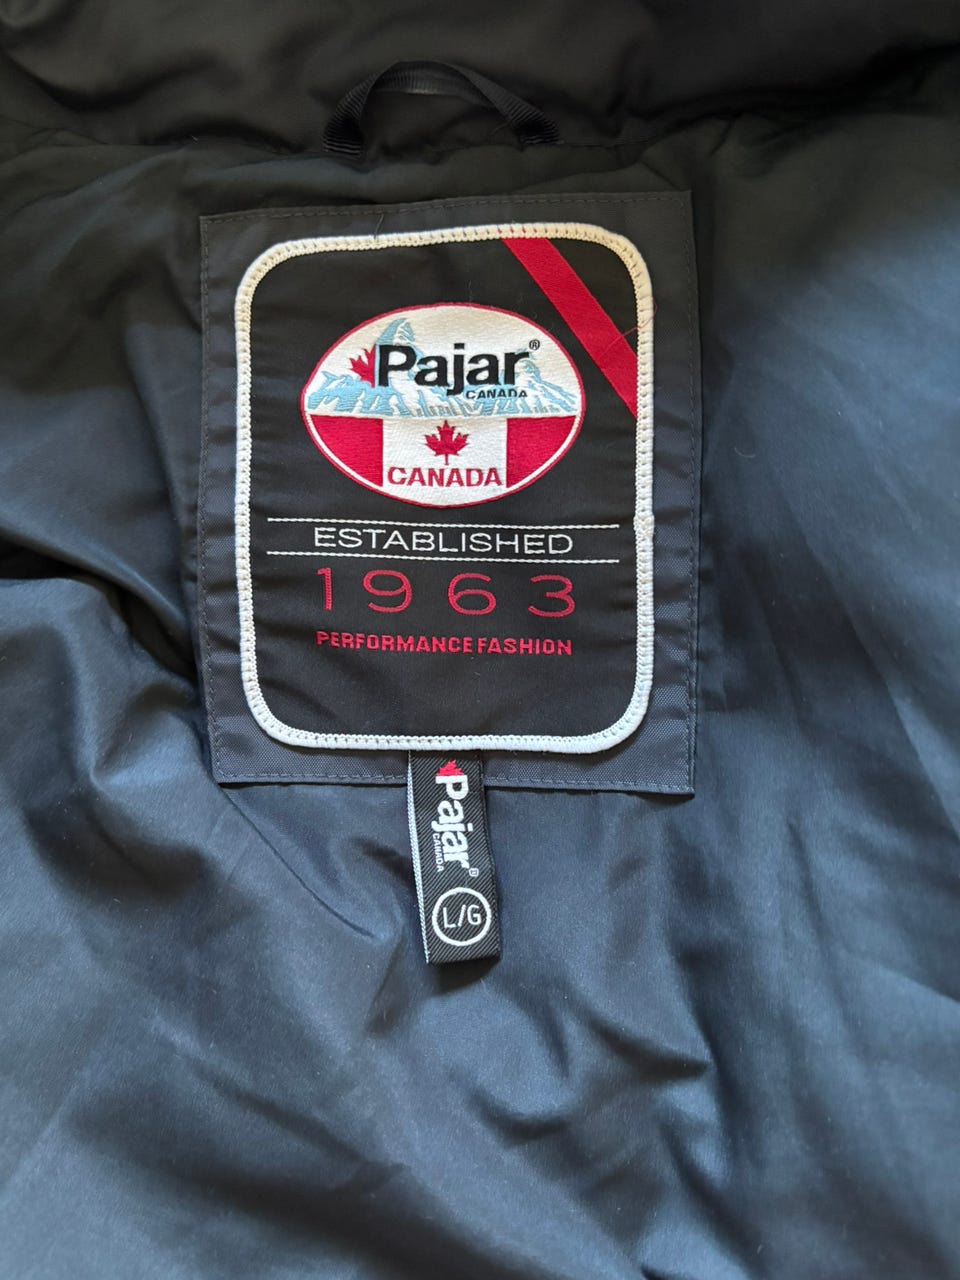 Pajar®
CANADA
CANADA
ESTABLISHED
1963
PERFORMANCE FASHION
Pajar®
CANADA
L/G